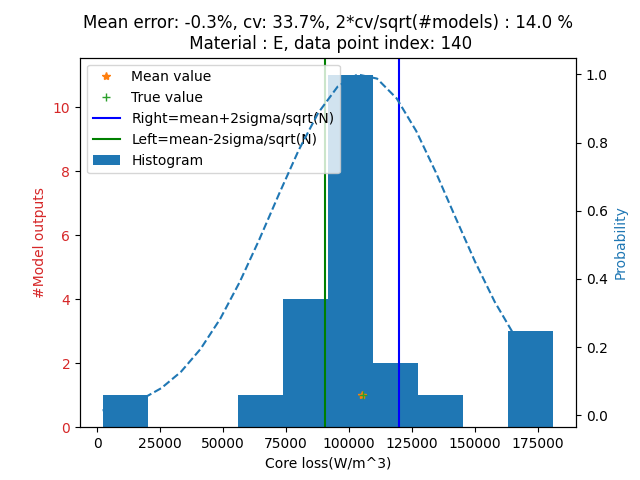 Mean error: -0.3%, cv: 33.7%, 2*cv/sqrt(#models) : 14.0 %
Material : E, data point index: 140
Mean value
True value
Right=mean+2sigma/sqrt(N)
Left=mean-2sigma/sqrt(N)
Histogram
#Model outputs
10
8
6
4
2
0
1.0
0.8
0.6
0.4
0.2
0.0
Probability
0 25000 50000 75000 100000 125000 150000 175000
Core loss(W/m^3)